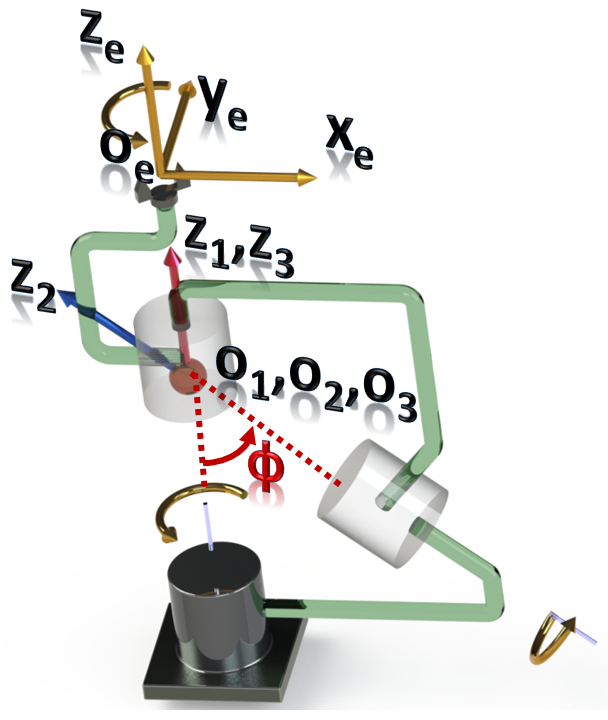 ze
ye
xe
oe
z1,z3
z2
o1,o2,o3
ϕ